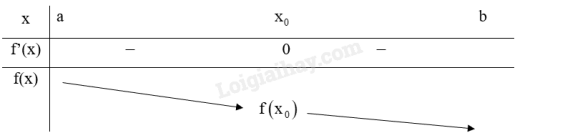 x a x₀ b
f’(x) – 0 –
f(x)
f(x₀)
Loigiaihay.com